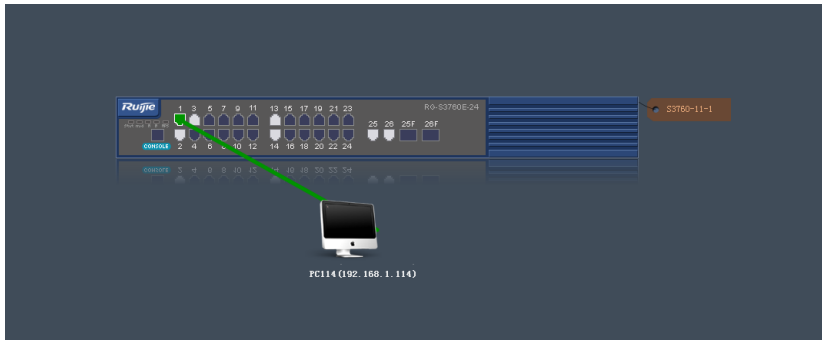 Ruijie
1 3 5 7 9 11 13 15 17 19 21 23
RG-S3760E-24
S3760-11-1
25 26 25F 26F
CONSOLE
2 4 6 8 10 12 14 16 18 20 22 24
PC114(192.168.1.114)